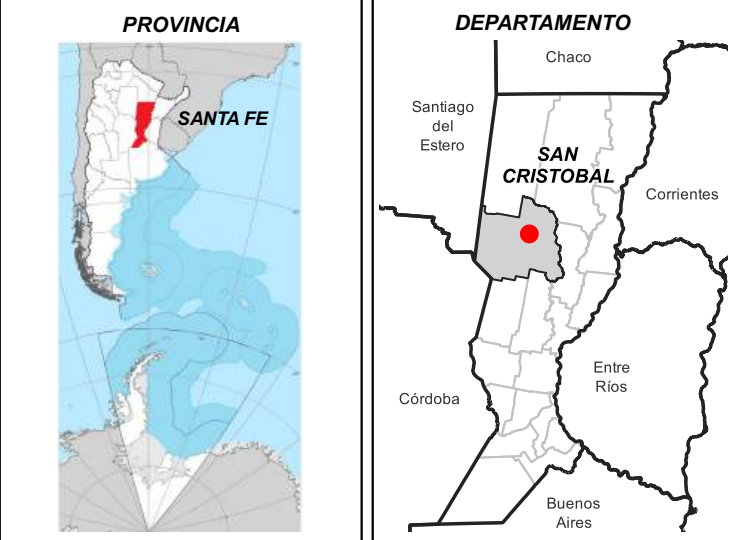 PROVINCIA
SANTA FE
DEPARTAMENTO
Chaco
Santiago
del
Estero
SAN
CRISTOBAL
Corrientes
Entre
Ríos
Córdoba
Buenos
Aires